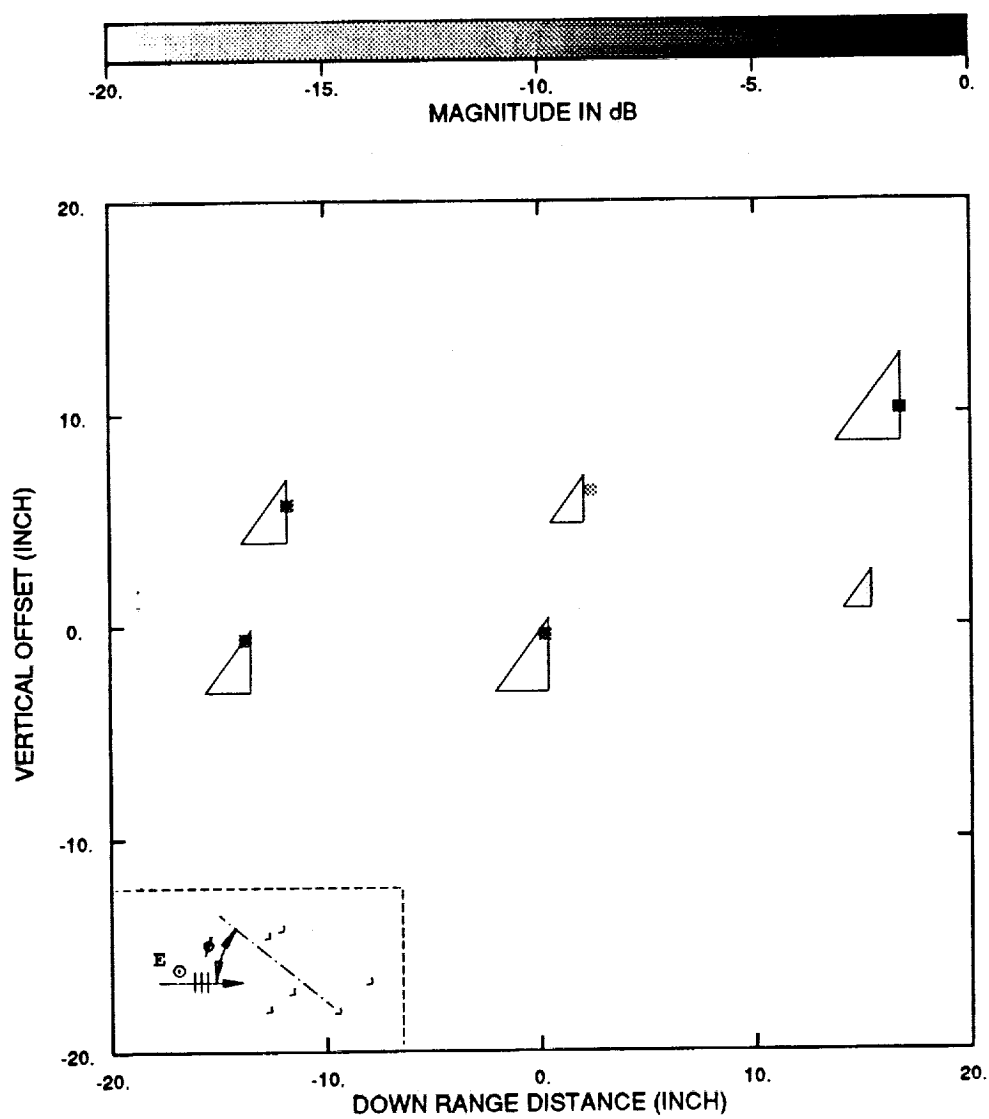 -20. -15. -10. -5. 0.
MAGNITUDE IN dB
20.
10.
0.
-10.
-20.
VERTICAL OFFSET (INCH)
E
ϕ
-20. -10. 0. 10. 20.
DOWN RANGE DISTANCE (INCH)